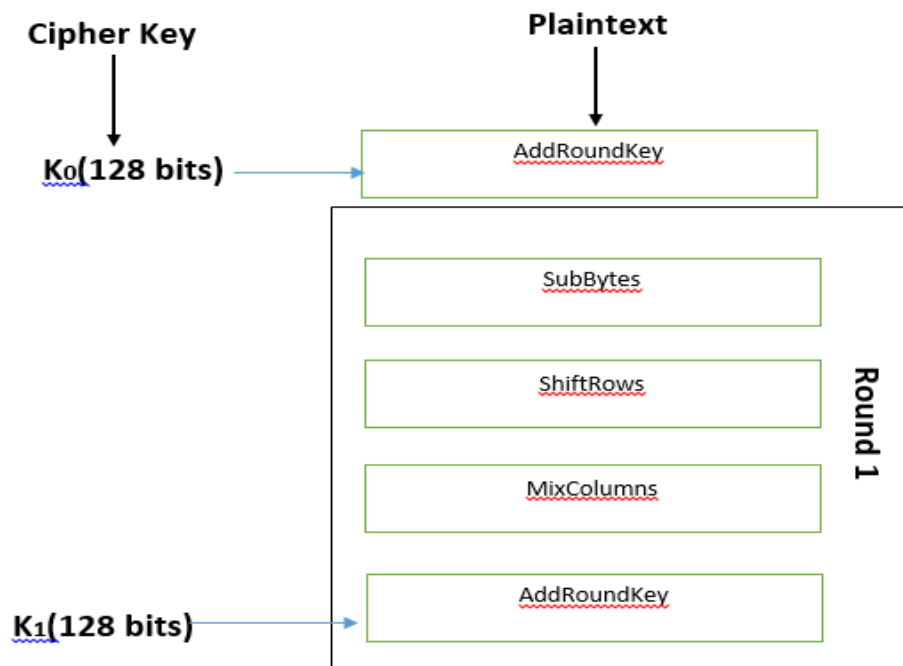 Cipher Key
Plaintext
K₀(128 bits)
AddRoundKey
SubBytes
ShiftRows
Round 1
MixColumns
AddRoundKey
K₁(128 bits)